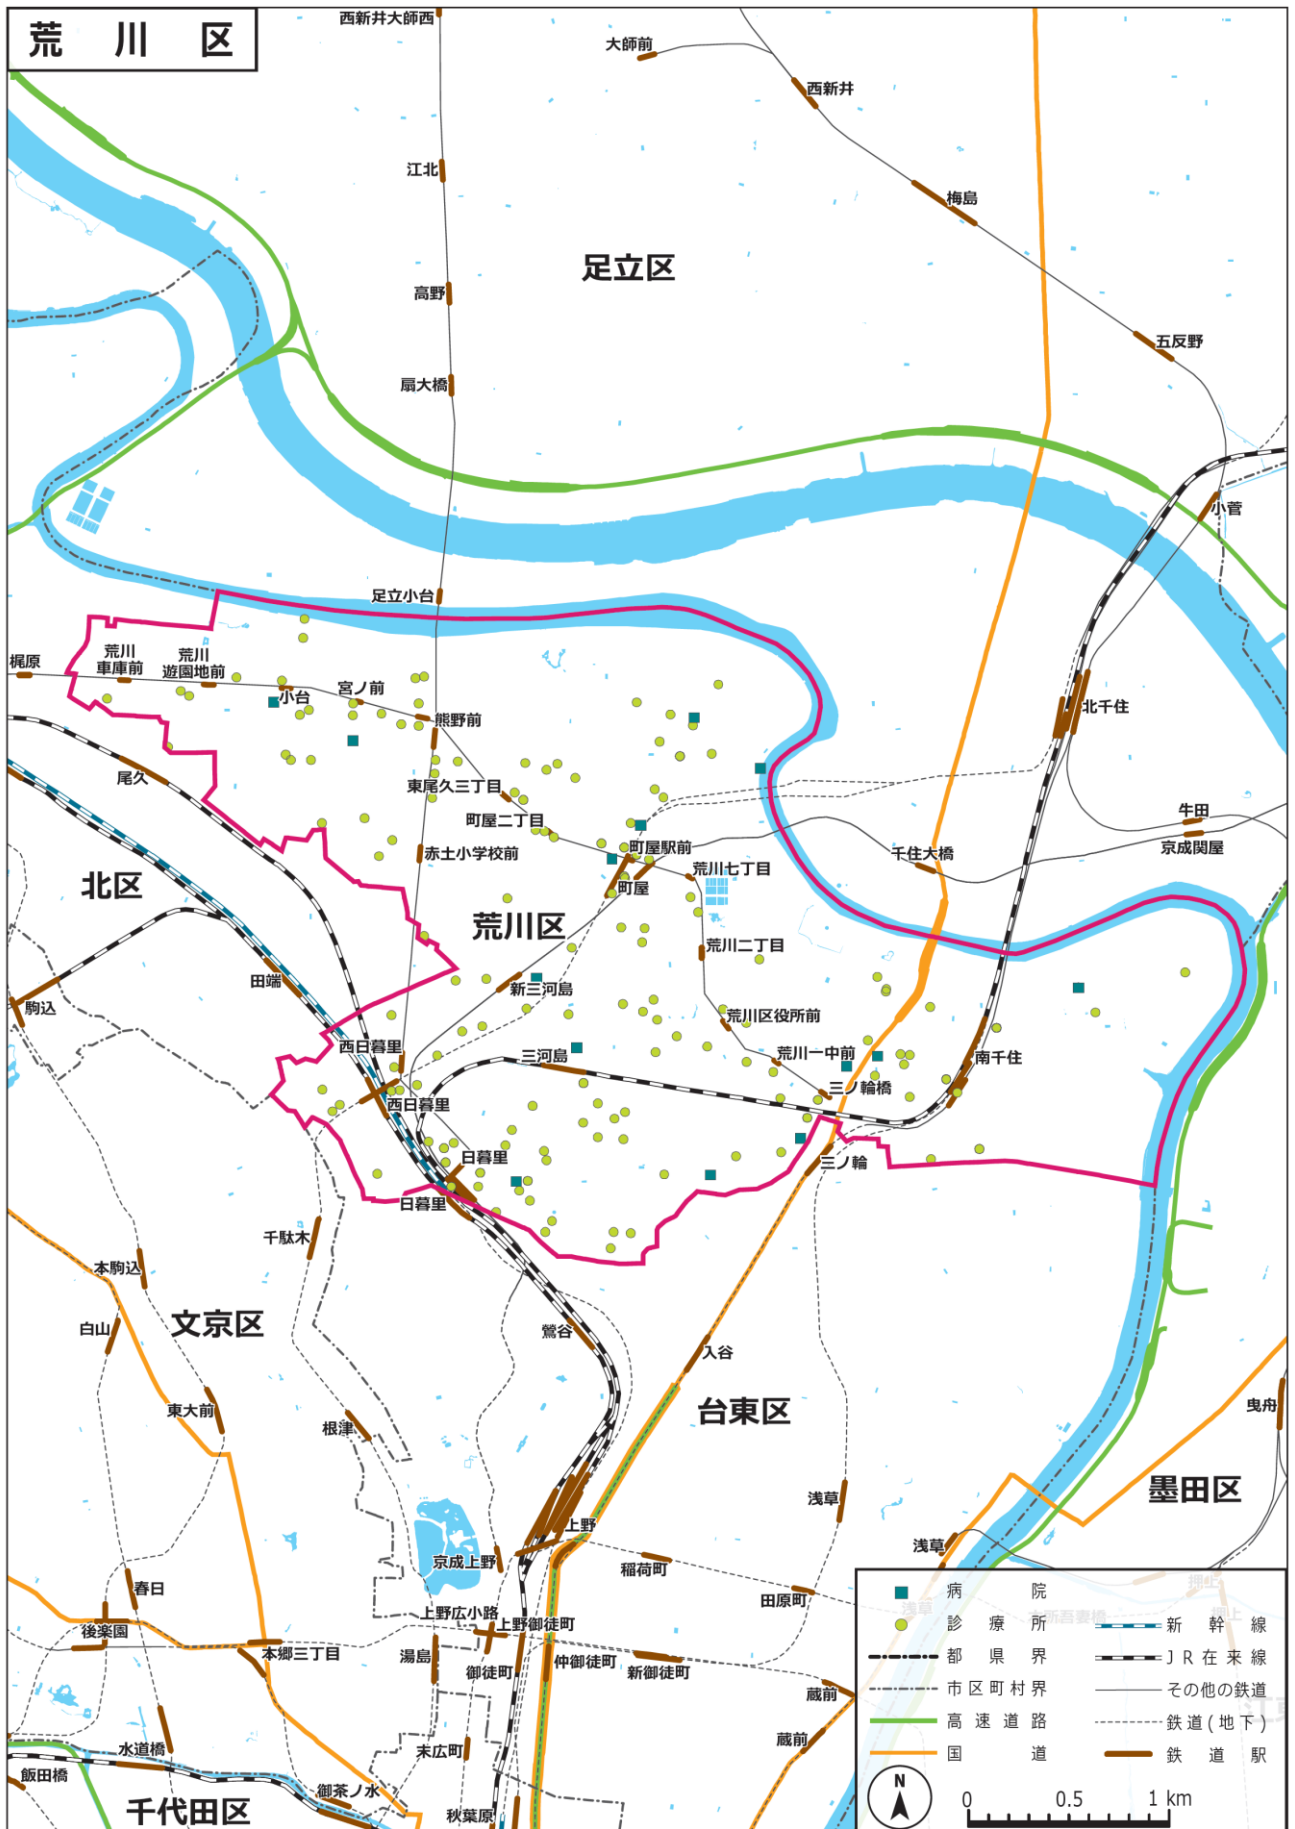 荒川区
西新井大師西
大師前
西新井
江北
梅島
足立区
高野
五反野
扇大橋
小菅
足立小台
梶原
荒川
車庫前
荒川
遊園地前
小台
宮ノ前
熊野前
北千住
尾久
東尾久三丁目
町屋二丁目
牛田
京成関屋
赤土小学校前
町屋駅前
千住大橋
荒川七丁目
町屋
北区
荒川区
荒川二丁目
田端
新三河島
駒込
荒川区役所前
西日暮里
三河島
荒川一中前
南千住
三ノ輪橋
西日暮里
日暮里
三ノ輪
日暮里
千駄木
本駒込
文京区
白山
鶯谷
入谷
東大前
根津
台東区
曳舟
墨田区
浅草
上野
浅草
京成上野
稲荷町
田原町
春日
後楽園
上野広小路
上野御徒町
本郷三丁目
湯島
御徒町
仲御徒町
新御徒町
蔵前
蔵前
水道橋
末広町
飯田橋
御茶ノ水
千代田区
秋葉原
病院
診療所
都県界
市区町村界
高速道路
国道
新幹線
JR在来線
その他の鉄道
鉄道(地下)
鉄道駅
浅草
押上
押上
N
0 0.5 1 km